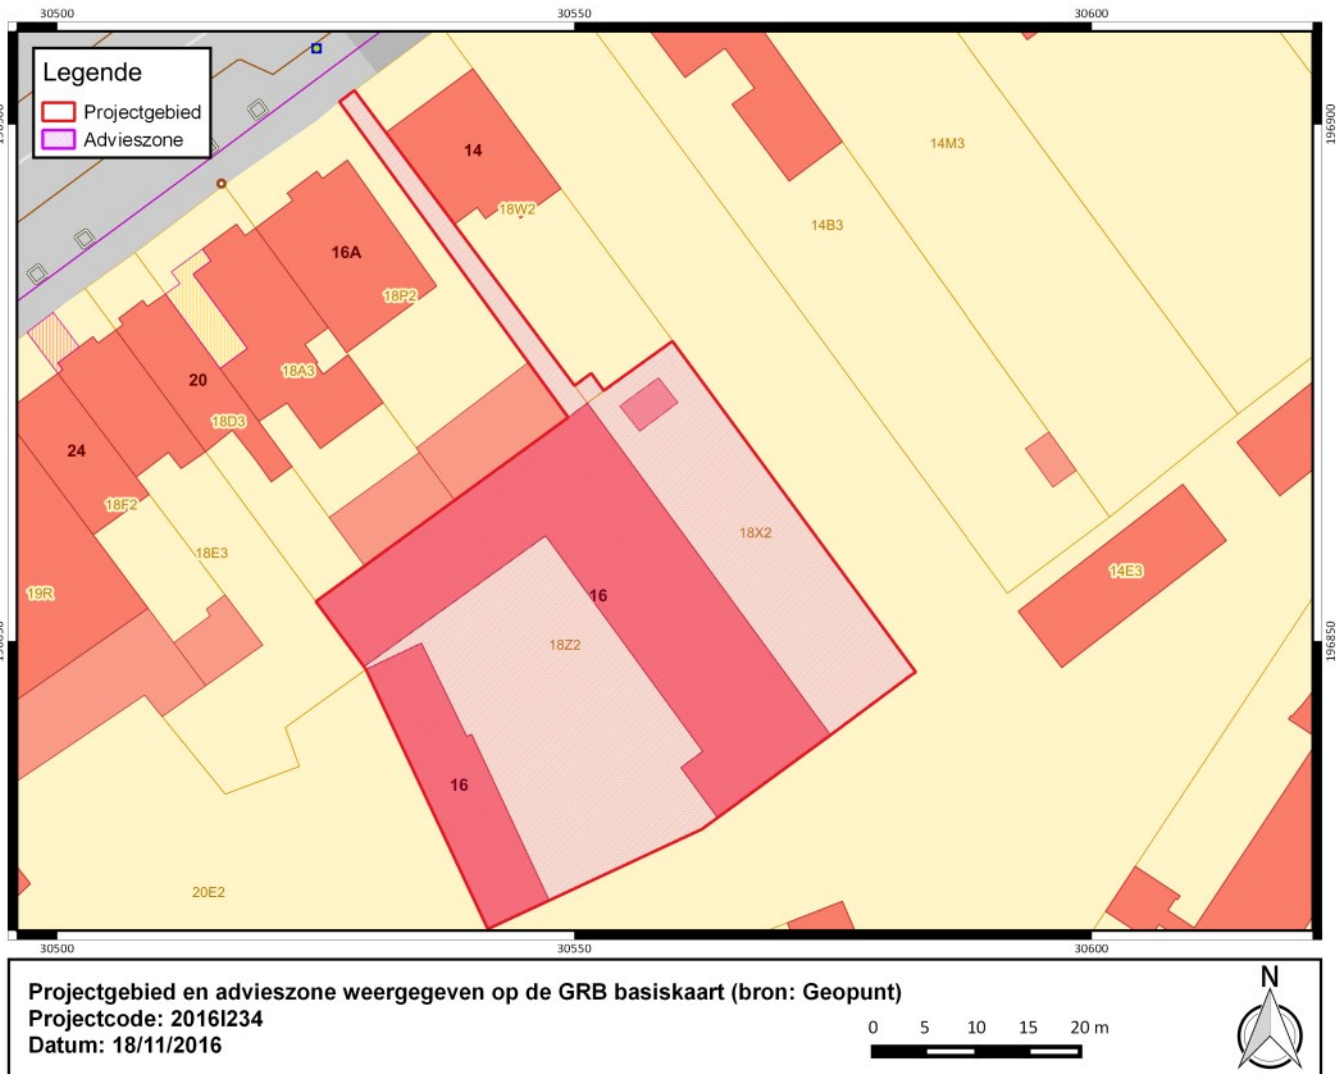 30500 30550 30600
Legende
Projectgebied
Advieszone
196900
14
14M3
18W2
14B3
16A
18P2
18A3
20
18D3
24
18F2
18X2
18E3
14E3
19R
16
18Z2
196850
16
20E2
30500 30550 30600
Projectgebied en advieszone weergegeven op de GRB basiskaart (bron: Geopunt)
Projectcode: 2016I234
Datum: 18/11/2016
0 5 10 15 20 m
N